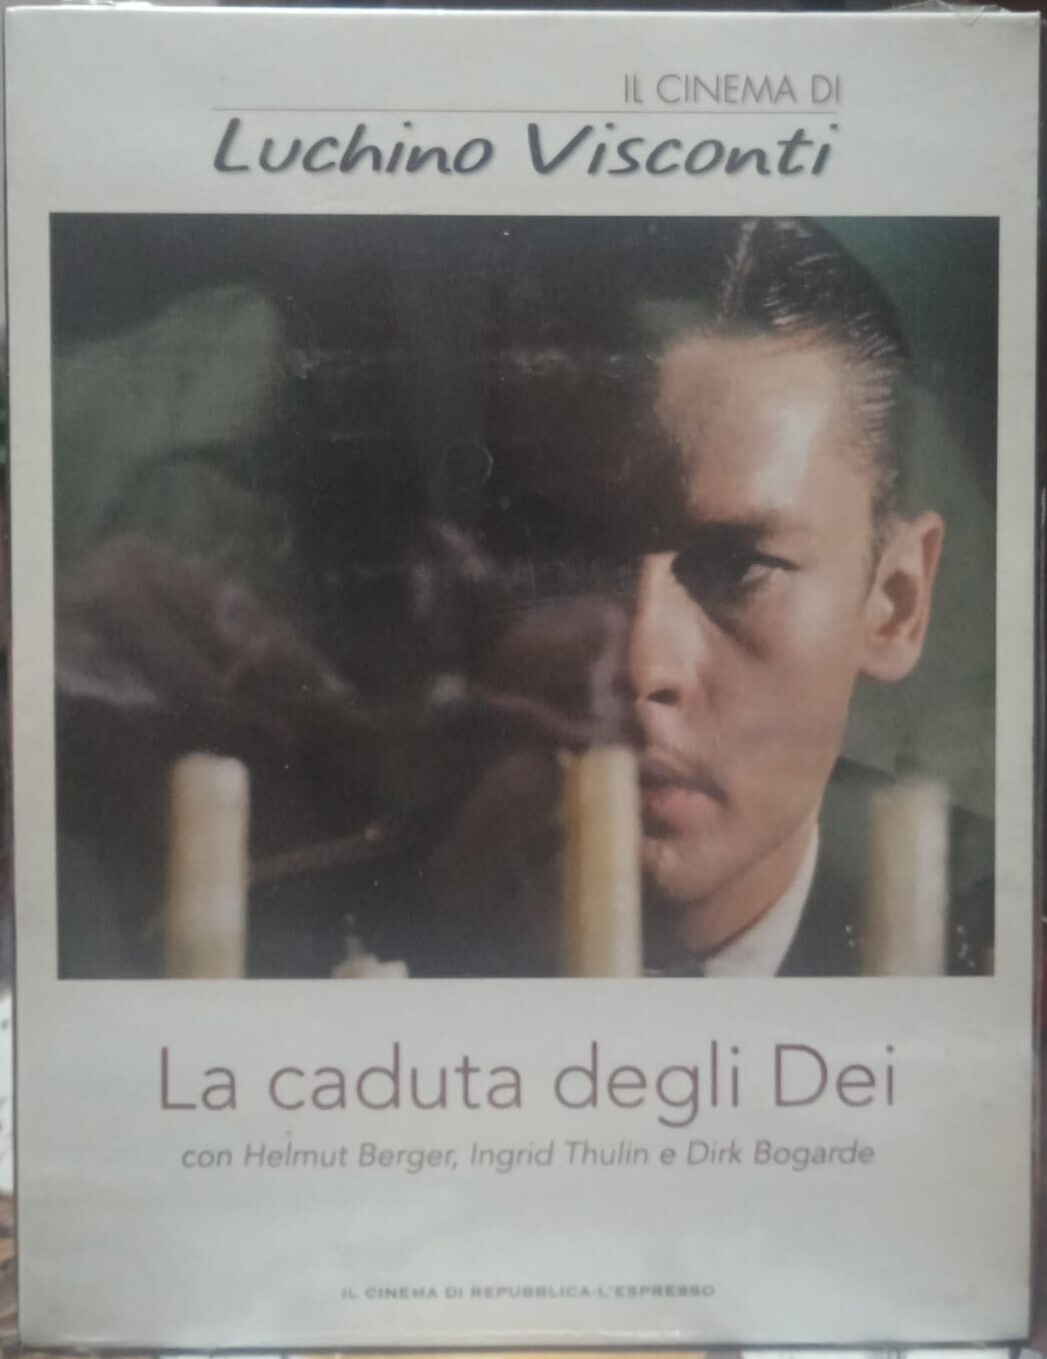 IL CINEMA DI
Luchino Visconti
La caduta degli Dei
con Helmut Berger, Ingrid Thulin e Dirk Bogarde
IL CINEMA DI REPUBBLICA-L'ESPRESSO